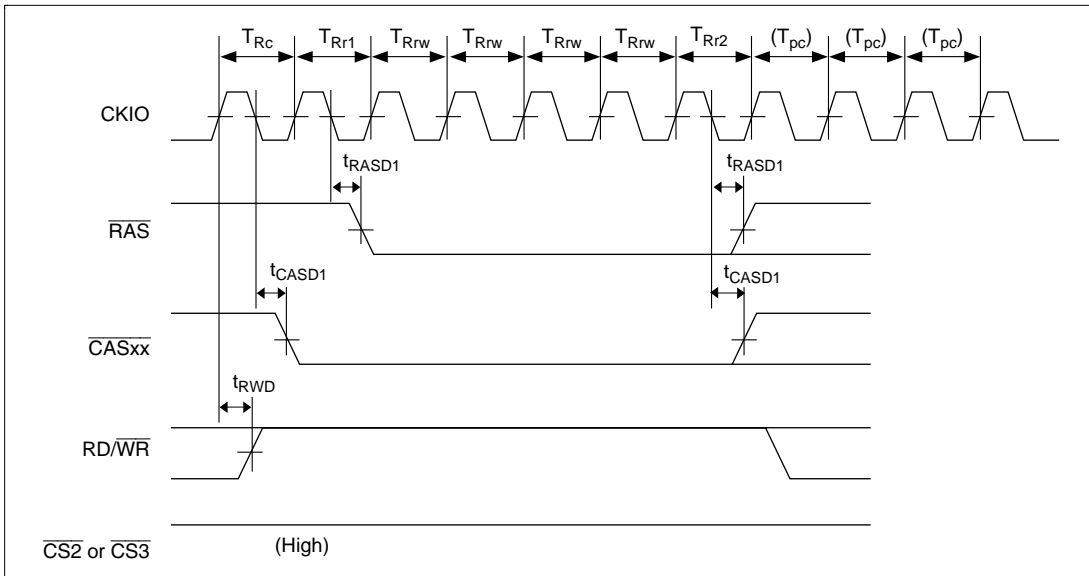 TRc TRr1 TRrw TRrw TRrw TRrw TRr2 (Tpc) (Tpc) (Tpc)
CKIO
tRASD1 tRASD1
RAS
tCASD1 tCASD1
CASxx
tRWD
RD/WR
CS2 or CS3 (High)